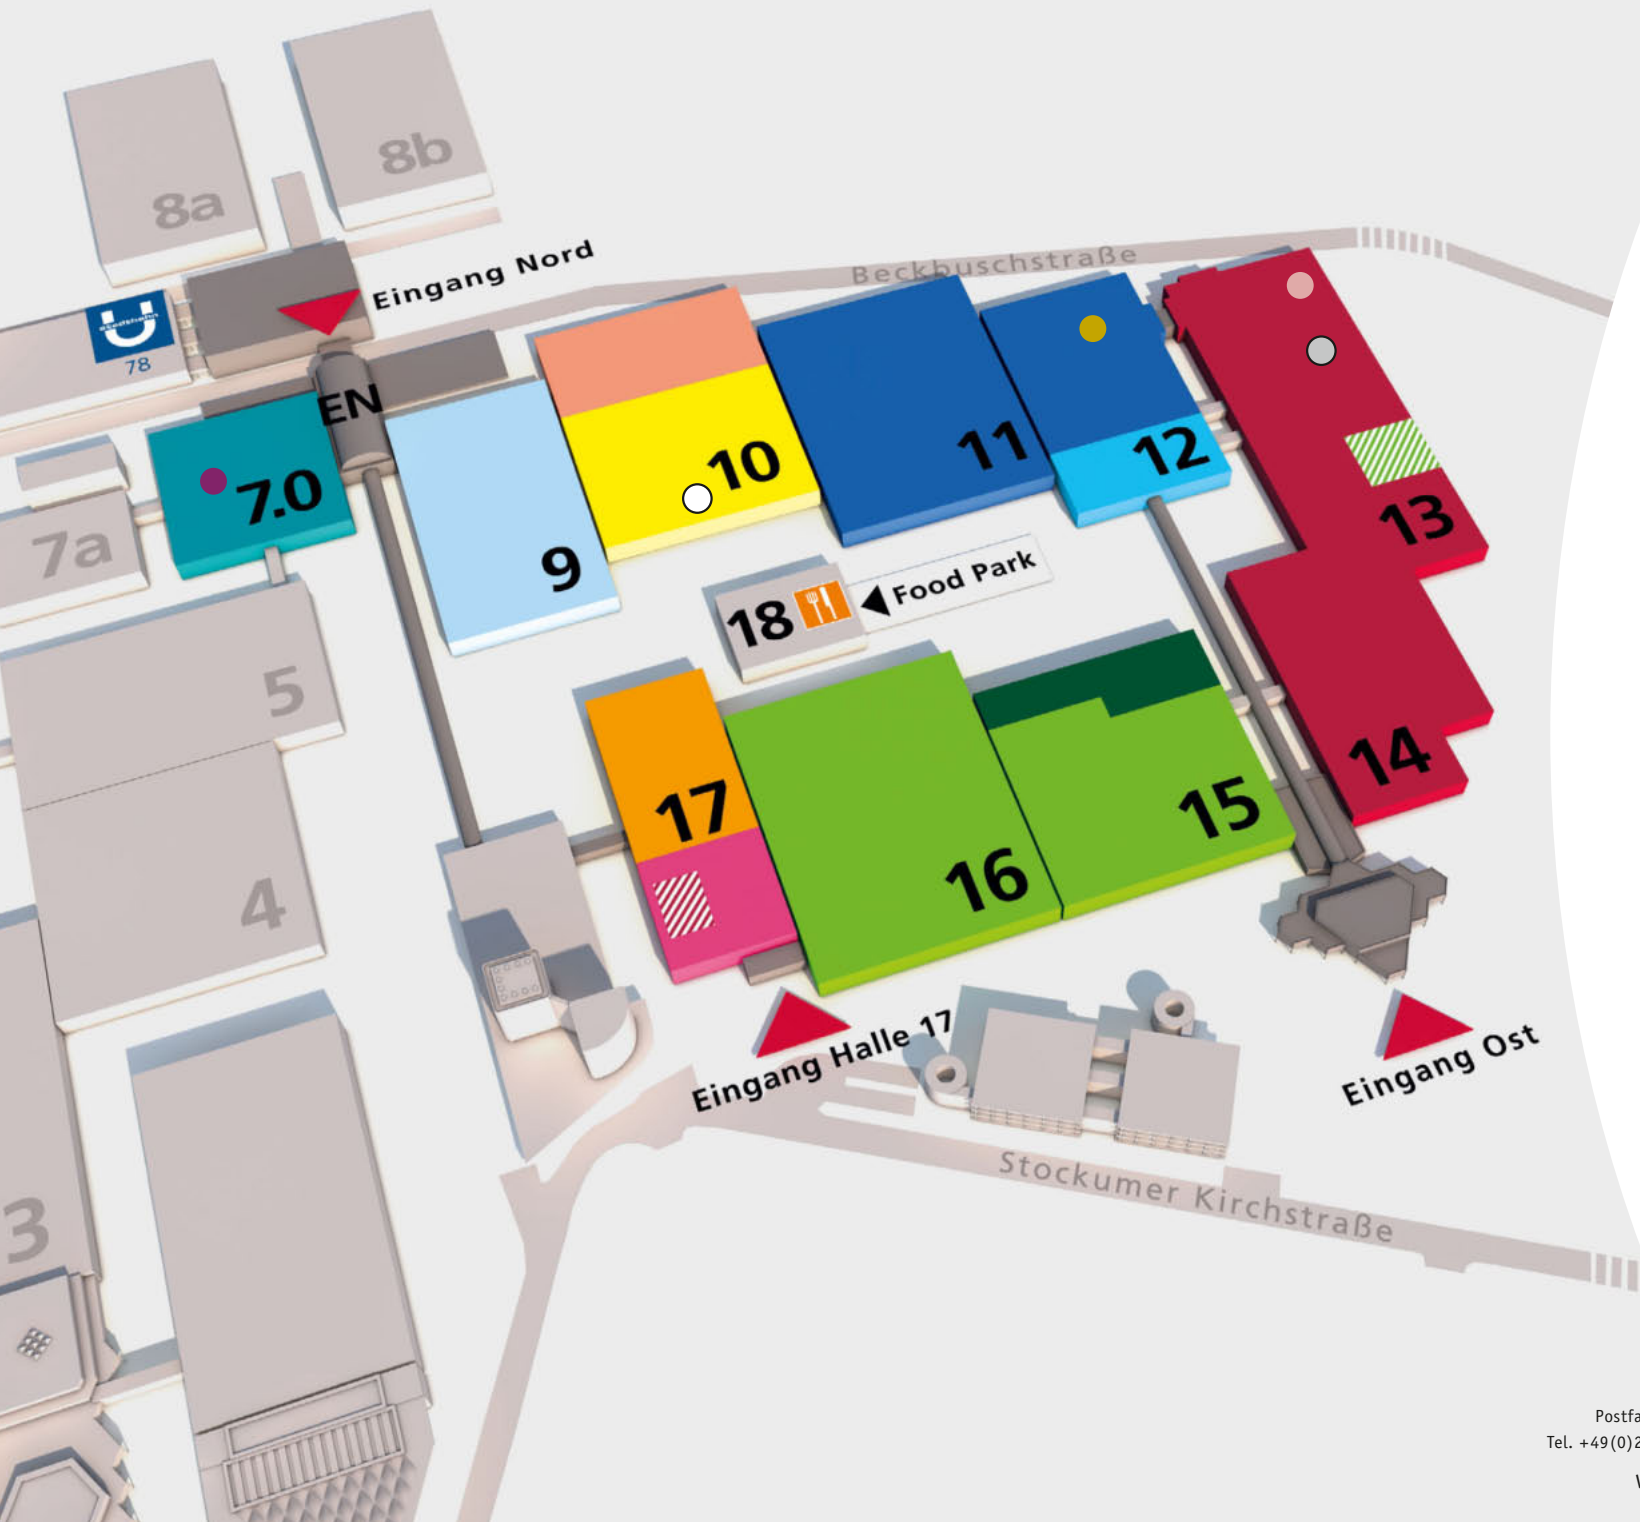 8b
8a
Eingang Nord
Beckbuschstraße
stadtbahn
U
78
EN
7.0
10
11
12
13
7a
9
18
Food Park
5
17
14
15
16
4
Eingang Halle 17
Eingang Ost
Stockumer Kirchstraße
3
Postfa
Tel. +49(0)2